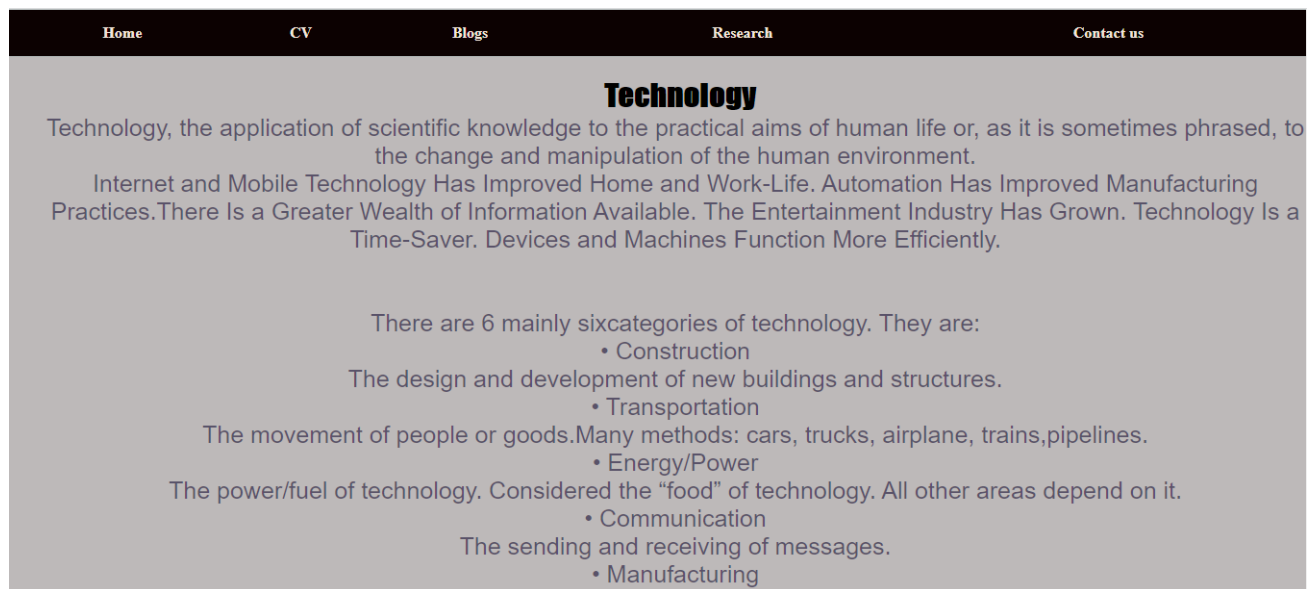 Home CV Blogs Research Contact us
Technology
Technology, the application of scientific knowledge to the practical aims of human life or, as it is sometimes phrased, to
the change and manipulation of the human environment.
Internet and Mobile Technology Has Improved Home and Work-Life. Automation Has Improved Manufacturing
Practices.There Is a Greater Wealth of Information Available. The Entertainment Industry Has Grown. Technology Is a
Time-Saver. Devices and Machines Function More Efficiently.
There are 6 mainly sixcategories of technology. They are:
• Construction
The design and development of new buildings and structures.
• Transportation
The movement of people or goods.Many methods: cars, trucks, airplane, trains,pipelines.
• Energy/Power
The power/fuel of technology. Considered the “food” of technology. All other areas depend on it.
• Communication
The sending and receiving of messages.
• Manufacturing